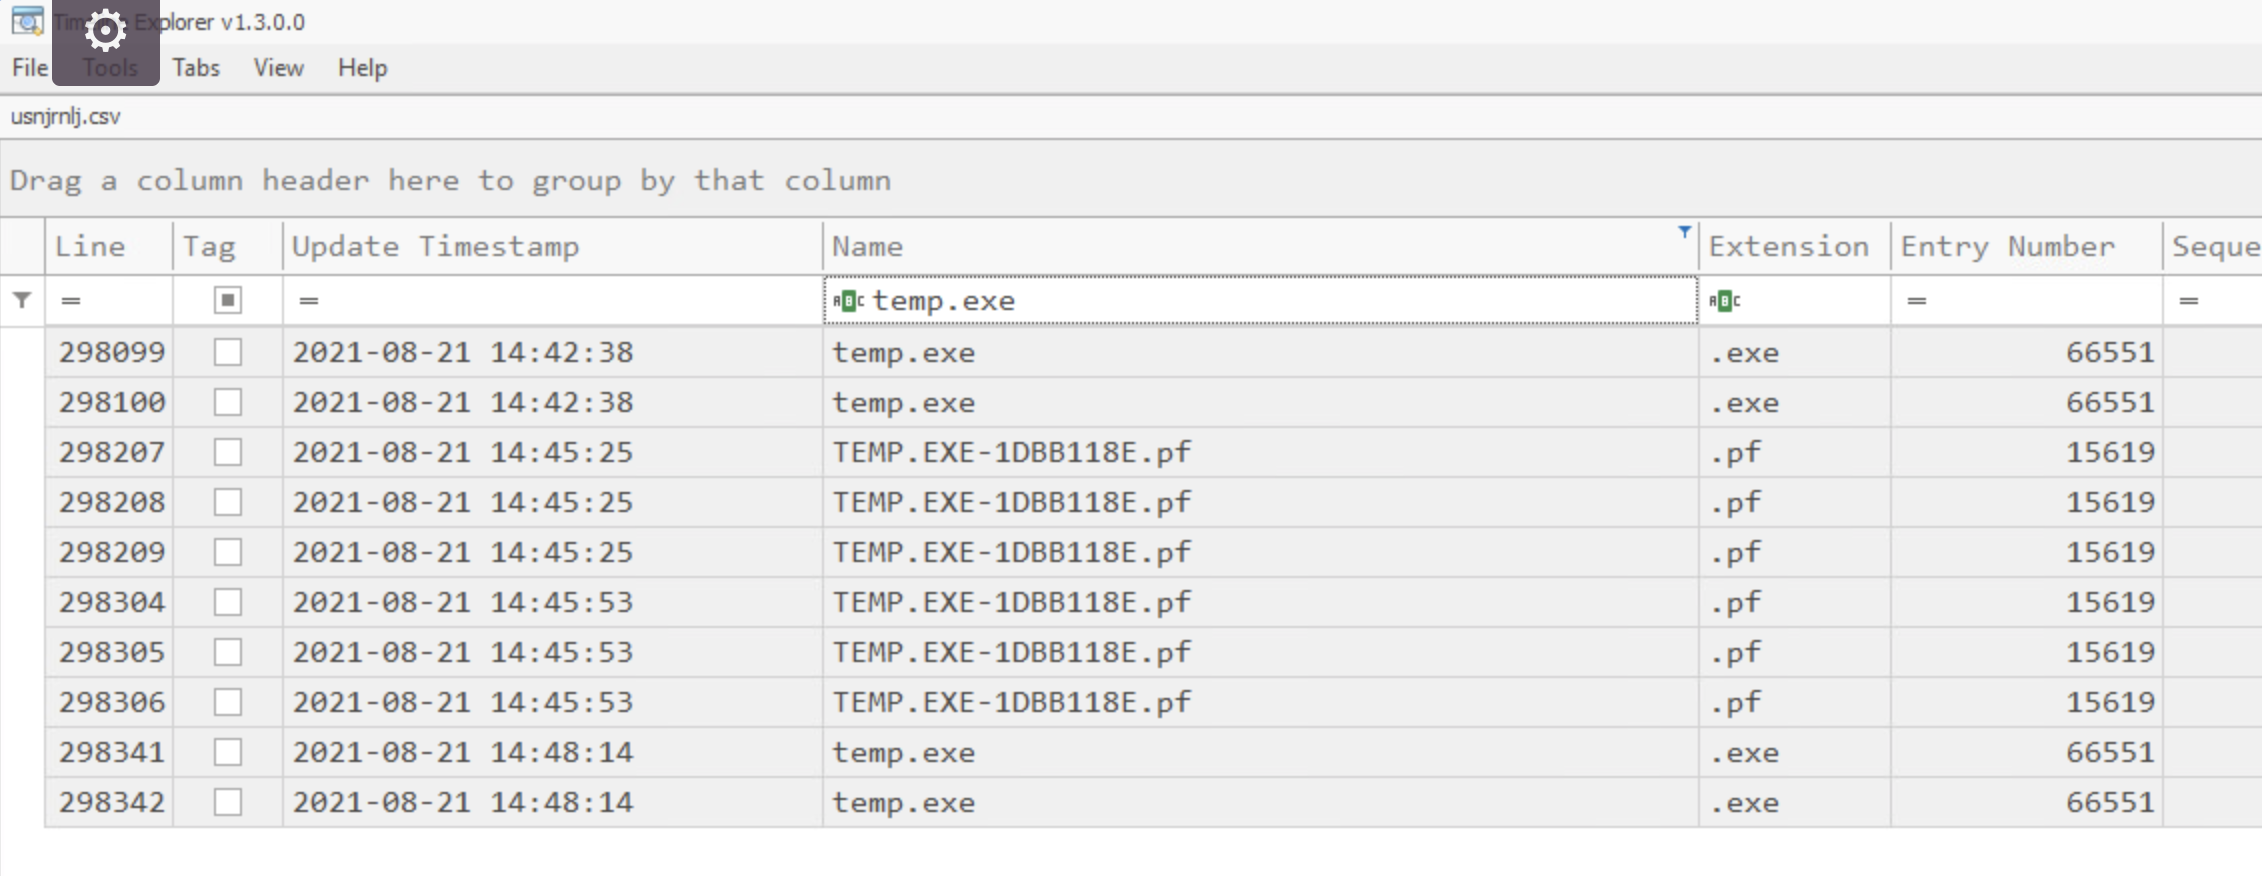 Explorer v1.3.0.0
File Tools Tabs View Help
usnjrnlj.csv
Drag a column header here to group by that column
Line Tag Update Timestamp Name Extension Entry Number Seque
= = ABC temp.exe ABC = =
298099 2021-08-21 14:42:38 temp.exe .exe 66551
298100 2021-08-21 14:42:38 temp.exe .exe 66551
298207 2021-08-21 14:45:25 TEMP.EXE-1DBB118E.pf .pf 15619
298208 2021-08-21 14:45:25 TEMP.EXE-1DBB118E.pf .pf 15619
298209 2021-08-21 14:45:25 TEMP.EXE-1DBB118E.pf .pf 15619
298304 2021-08-21 14:45:53 TEMP.EXE-1DBB118E.pf .pf 15619
298305 2021-08-21 14:45:53 TEMP.EXE-1DBB118E.pf .pf 15619
298306 2021-08-21 14:45:53 TEMP.EXE-1DBB118E.pf .pf 15619
298341 2021-08-21 14:48:14 temp.exe .exe 66551
298342 2021-08-21 14:48:14 temp.exe .exe 66551